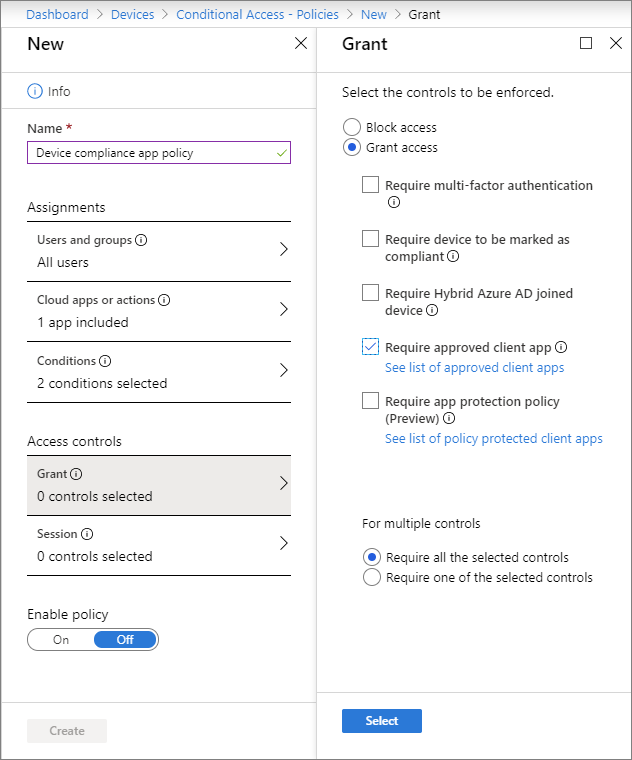 Dashboard > Devices > Conditional Access - Policies > New > Grant
New
Info
Name *
Device compliance app policy
Assignments
Users and groups
All users
Cloud apps or actions
1 app included
Conditions
2 conditions selected
Access controls
Grant
0 controls selected
Session
0 controls selected
Enable policy
On Off
Create
Grant
Select the controls to be enforced.
Block access
Grant access
Require multi-factor authentication
Require device to be marked as
compliant
Require Hybrid Azure AD joined
device
Require approved client app
See list of approved client apps
Require app protection policy
(Preview)
See list of policy protected client apps
For multiple controls
Require all the selected controls
Require one of the selected controls
Select